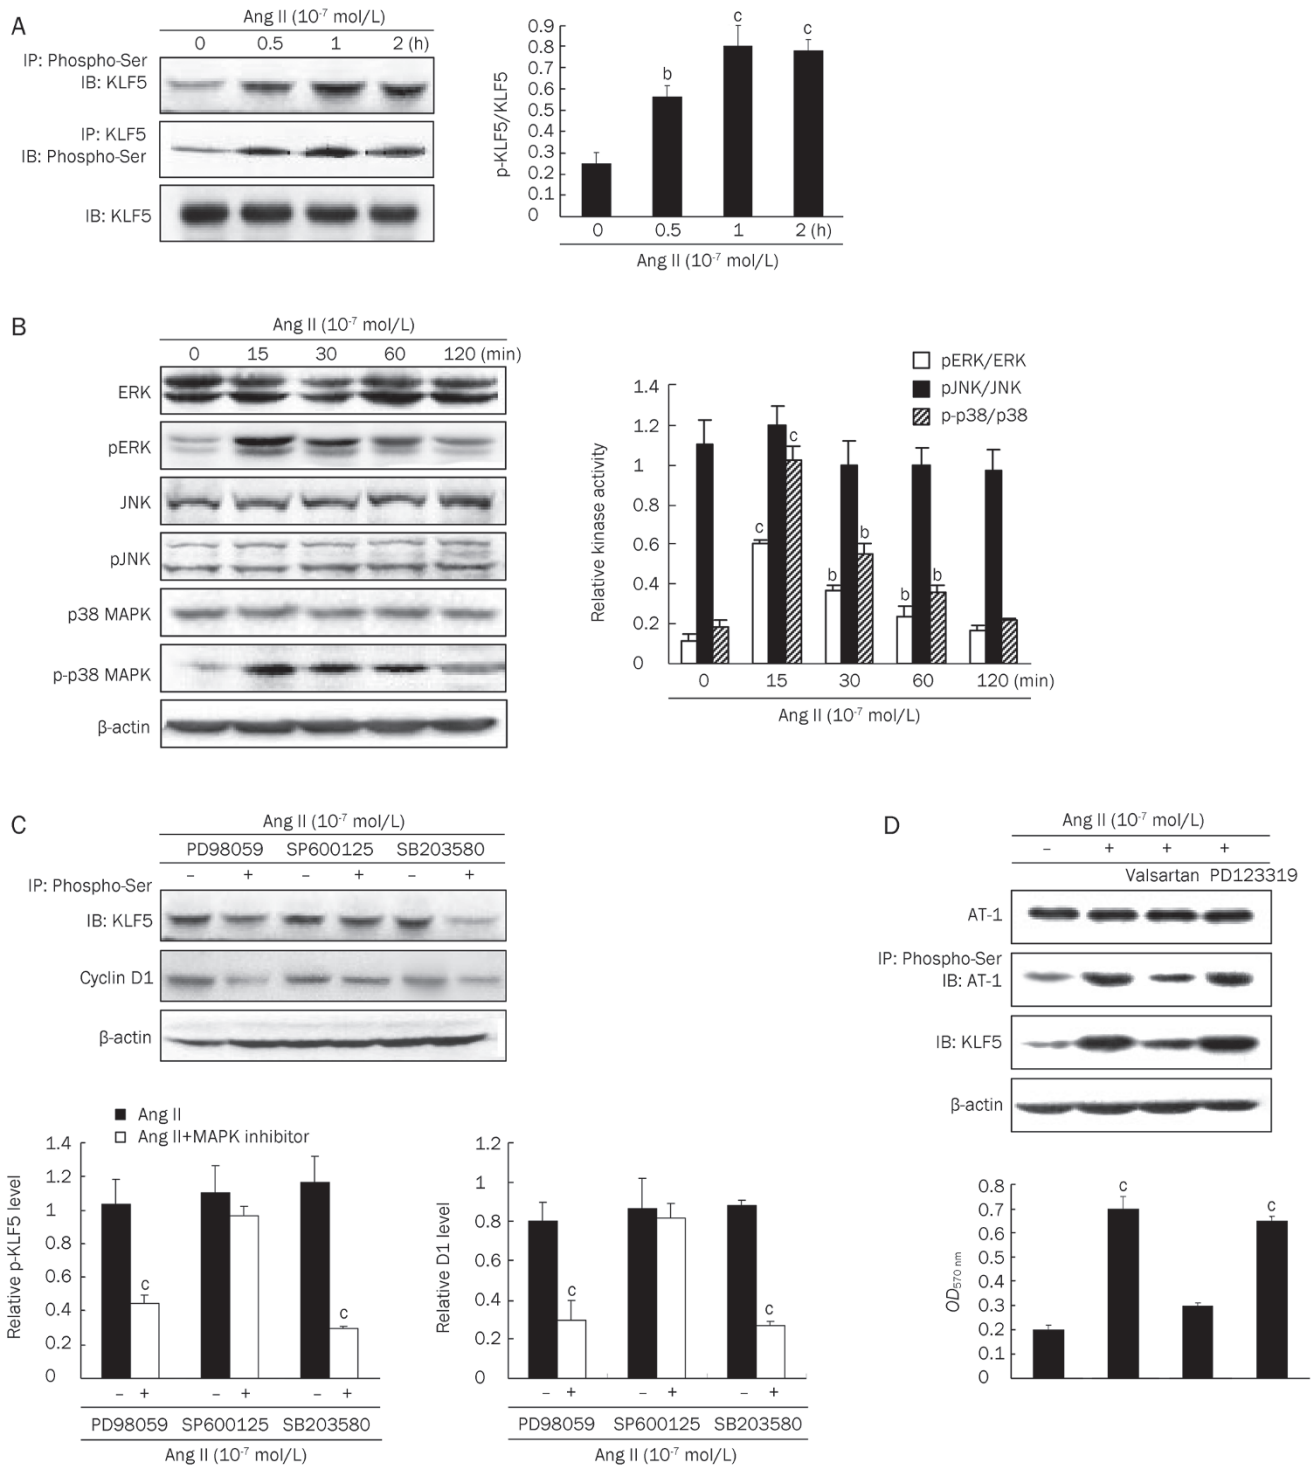 A
Ang II (10-7 mol/L)
0 0.5 1 2 (h)
IP: Phospho-Ser
IB: KLF5
IP: KLF5
IB: Phospho-Ser
IB: KLF5
p-KLF5/KLF5
0.9
0.8
0.7
0.6
0.5
0.4
0.3
0.2
0.1
0
b
c
c
0 0.5 1 2 (h)
Ang II (10-7 mol/L)
B
Ang II (10-7 mol/L)
0 15 30 60 120 (min)
ERK
pERK
JNK
pJNK
p38 MAPK
p-p38 MAPK
β-actin
pERK/ERK
pJNK/JNK
p-p38/p38
Relative kinase activity
1.4
1.2
1
0.8
0.6
0.4
0.2
0
c
c
b
b
b
b
0 15 30 60 120 (min)
Ang II (10-7 mol/L)
C
Ang II (10-7 mol/L)
PD98059 SP600125 SB203580
– + – + – +
IP: Phospho-Ser
IB: KLF5
Cyclin D1
β-actin
Ang II
Ang II+MAPK inhibitor
Relative p-KLF5 level
1.4
1.2
1
0.8
0.6
0.4
0.2
0
c
c
– + – + – +
PD98059 SP600125 SB203580
Ang II (10-7 mol/L)
Relative D1 level
1.2
1
0.8
0.6
0.4
0.2
0
c
c
– + – + – +
PD98059 SP600125 SB203580
Ang II (10-7 mol/L)
D
Ang II (10-7 mol/L)
– + + +
Valsartan PD123319
AT-1
IP: Phospho-Ser
IB: AT-1
IB: KLF5
β-actin
OD570 nm
0.8
0.7
0.6
0.5
0.4
0.3
0.2
0.1
0
c
c